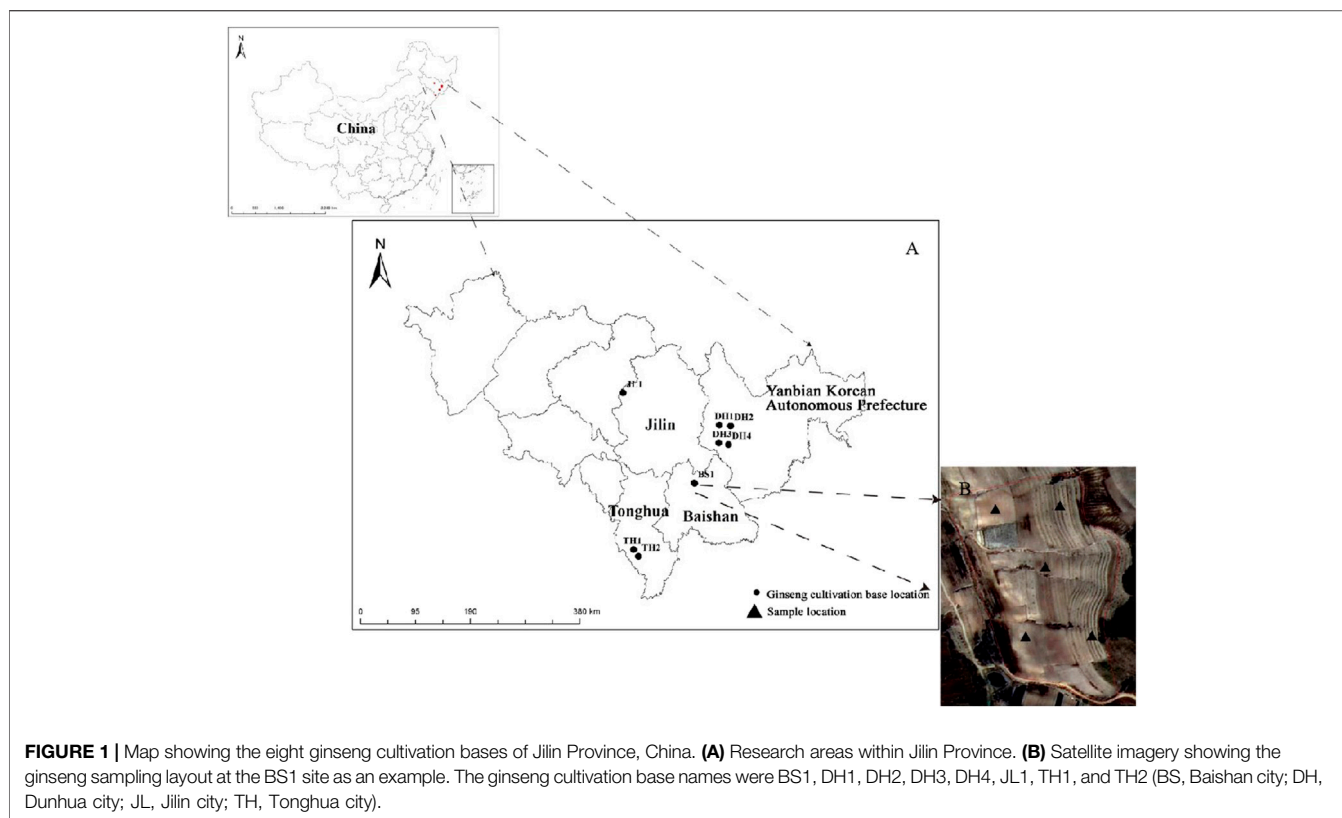 N
China
A
N
JL1
Yanbian Korean
Autonomous Prefecture
DH1 DH2
Jilin
DH3 DH4
BS1
B
Tonghua
Baishan
TH1
TH2
Ginseng cultivation base location
Sample location
0 95 190 380 km
FIGURE 1 | Map showing the eight ginseng cultivation bases of Jilin Province, China. (A) Research areas within Jilin Province. (B) Satellite imagery showing the
ginseng sampling layout at the BS1 site as an example. The ginseng cultivation base names were BS1, DH1, DH2, DH3, DH4, JL1, TH1, and TH2 (BS, Baishan city; DH,
Dunhua city; JL, Jilin city; TH, Tonghua city).